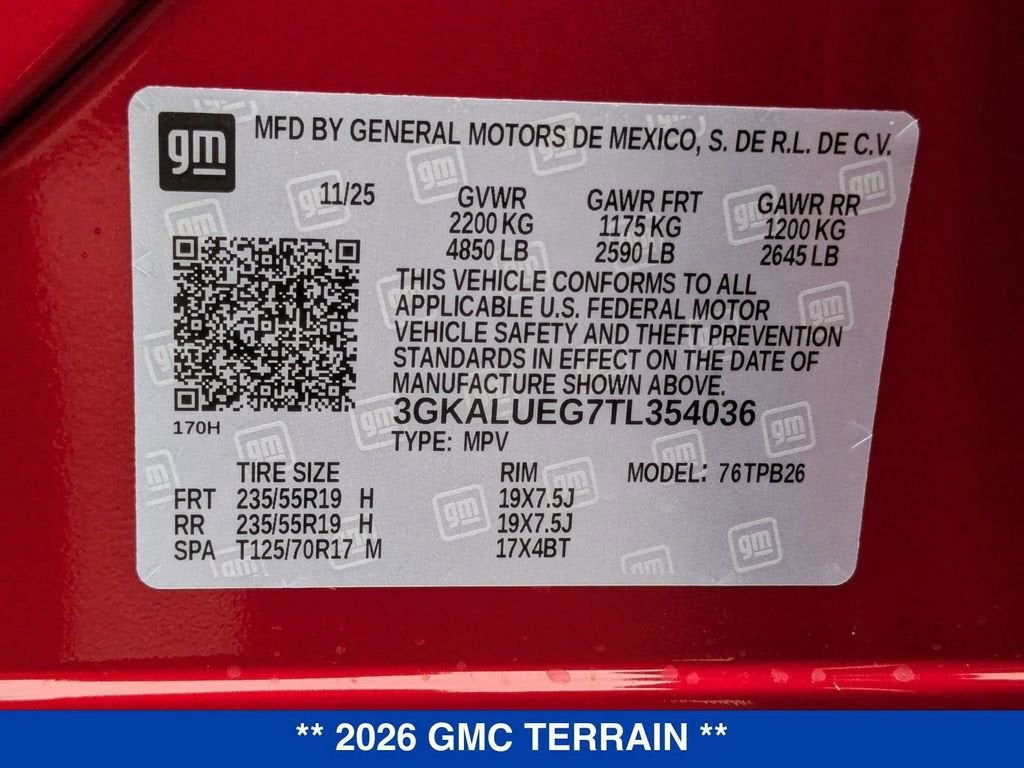 gm
MFD BY GENERAL MOTORS DE MEXICO, S. DE R.L. DE C.V.
11/25 GVWR GAWR FRT GAWR RR
2200 KG 1175 KG 1200 KG
4850 LB 2590 LB 2645 LB
THIS VEHICLE CONFORMS TO ALL
APPLICABLE U.S. FEDERAL MOTOR
VEHICLE SAFETY AND THEFT PREVENTION
STANDARDS IN EFFECT ON THE DATE OF
MANUFACTURE SHOWN ABOVE.
3GKALUEG7TL354036
170H
TYPE: MPV
TIRE SIZE RIM MODEL: 76TPB26
FRT 235/55R19 H 19X7.5J
RR 235/55R19 H 19X7.5J
SPA T125/70R17 M 17X4BT
** 2026 GMC TERRAIN **